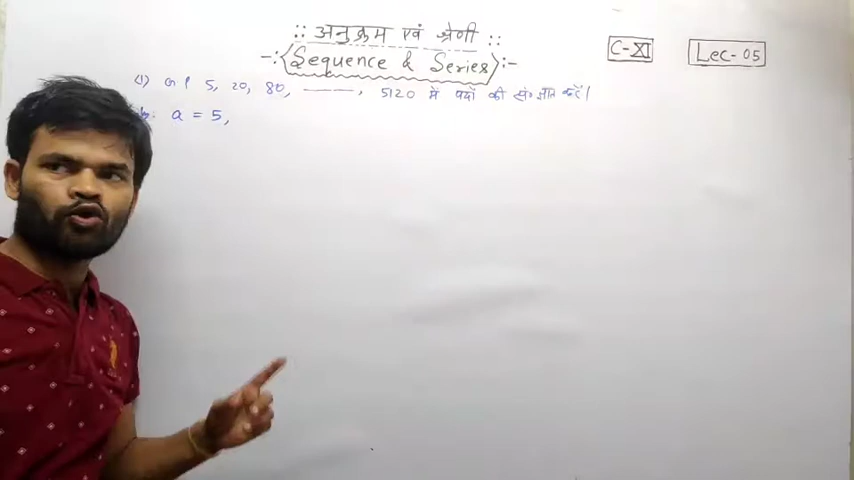 :: अनुक्रम एवं श्रेणी ::
-:Sequence & Series:-
C-XI
Lec-05
(1) G.P 5, 20, 80, ———, 5120 में पदों की सं॰ ज्ञात करें।
a = 5,